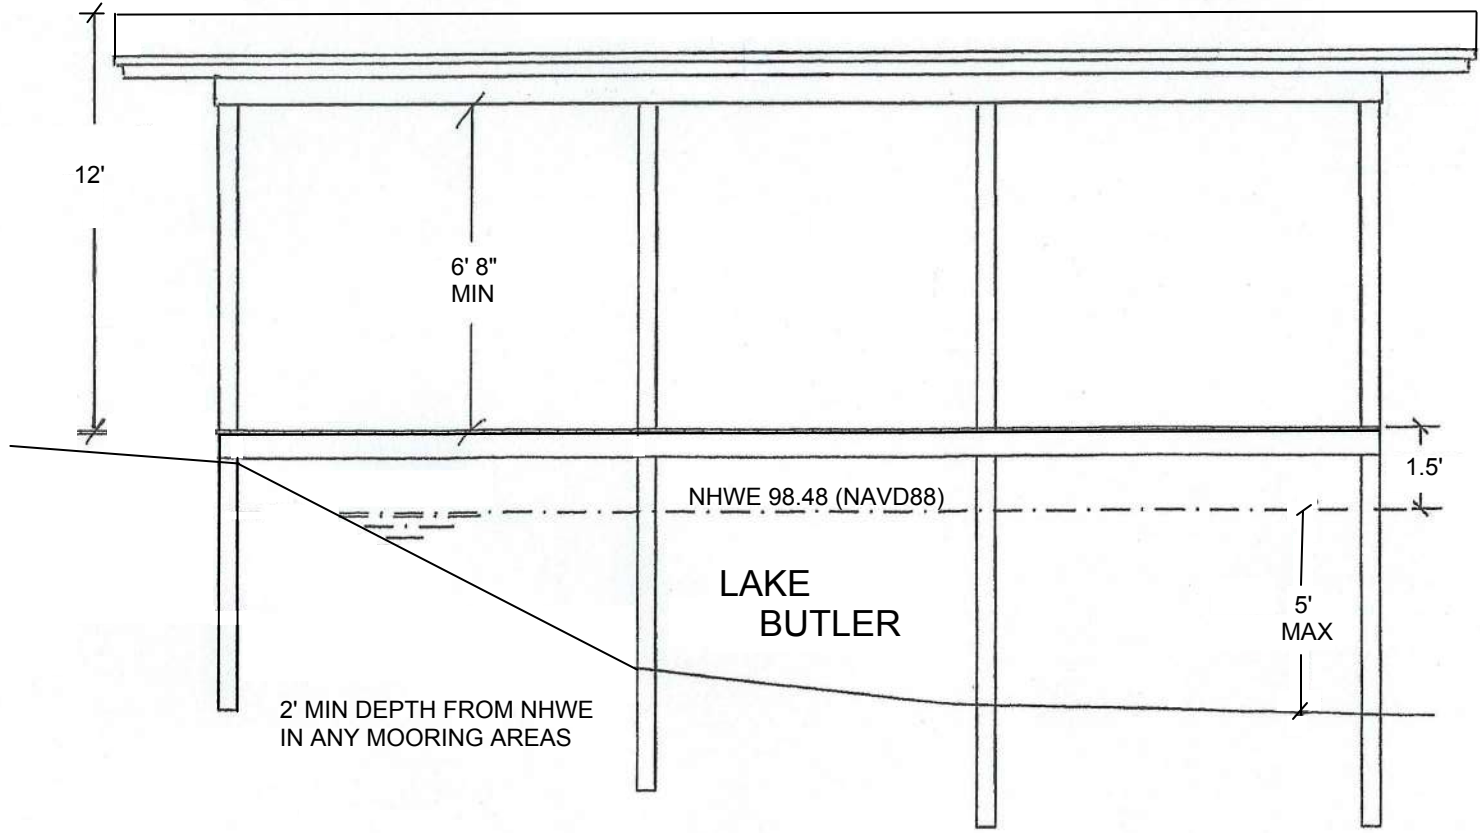 12'
6' 8"
MIN
1.5'
NHWE 98.48 (NAVD88)
LAKE
BUTLER
5'
MAX
2' MIN DEPTH FROM NHWE
IN ANY MOORING AREAS